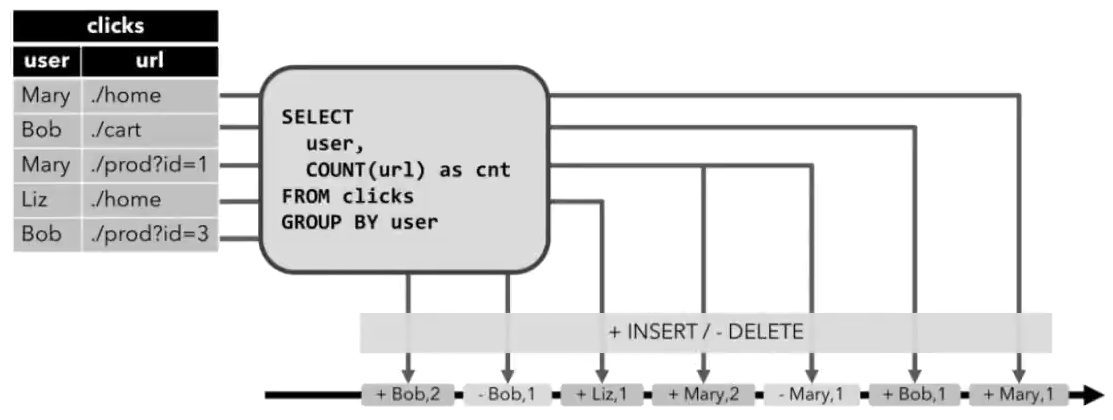 clicks
user url
Mary ./home
Bob ./cart
Mary ./prod?id=1
Liz ./home
Bob ./prod?id=3
SELECT
user,
COUNT(url) as cnt
FROM clicks
GROUP BY user
+ INSERT / - DELETE
+ Bob,2 - Bob,1 + Liz,1 + Mary,2 - Mary,1 + Bob,1 + Mary,1